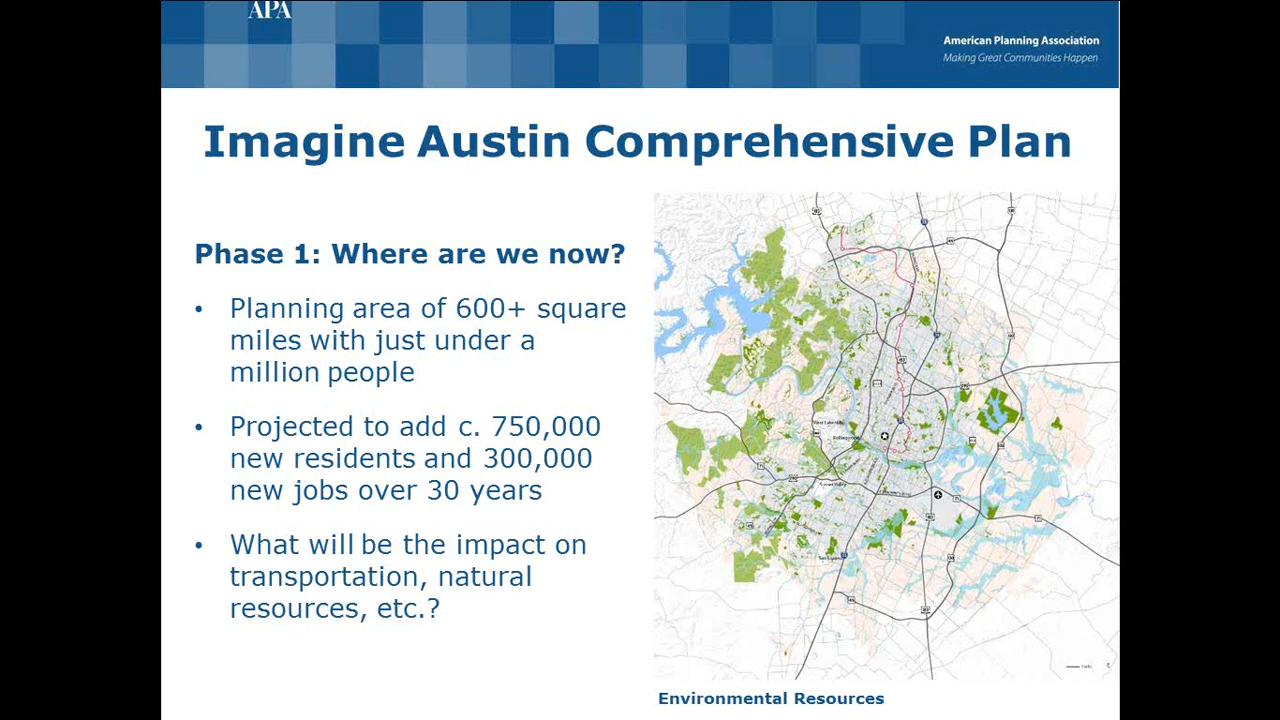 APA
American Planning Association
Making Great Communities Happen
Imagine Austin Comprehensive Plan
Phase 1: Where are we now?
• Planning area of 600+ square
miles with just under a
million people
• Projected to add c. 750,000
new residents and 300,000
new jobs over 30 years
• What will be the impact on
transportation, natural
resources, etc.?
Environmental Resources